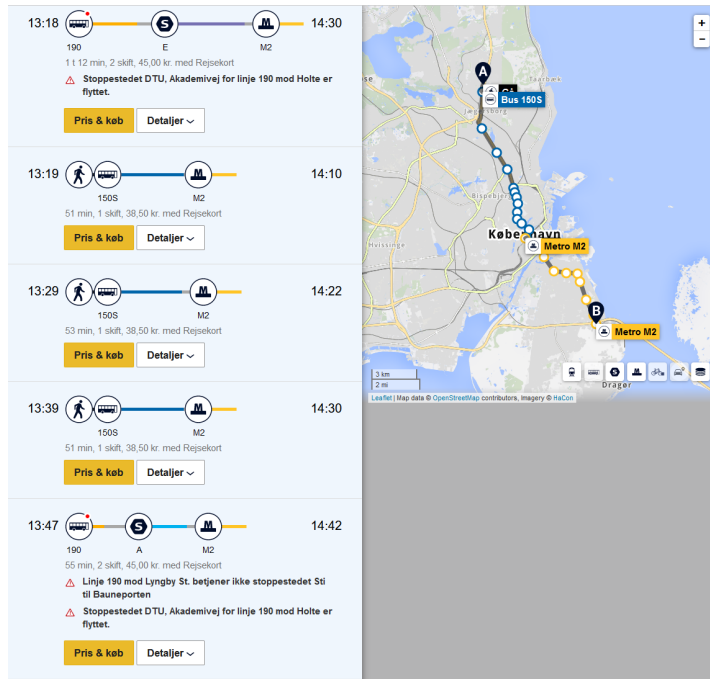 13:18 14:30
190 E M2
1 t 12 min, 2 skift, 45,00 kr. med Rejsekort
Stoppestedet DTU, Akademivej for linje 190 mod Holte er
flyttet.
Pris & køb Detaljer
13:19 14:10
150S M2
51 min, 1 skift, 38,50 kr. med Rejsekort
Pris & køb Detaljer
13:29 14:22
150S M2
53 min, 1 skift, 38,50 kr. med Rejsekort
Pris & køb Detaljer
13:39 14:30
150S M2
51 min, 1 skift, 38,50 kr. med Rejsekort
Pris & køb Detaljer
13:47 14:42
190 A M2
55 min, 2 skift, 45,00 kr. med Rejsekort
Linje 190 mod Lyngby St. betjener ikke stoppestedet Sti
til Bauneporten
Stoppestedet DTU, Akademivej for linje 190 mod Holte er
flyttet.
Pris & køb Detaljer
+
−
A
Taarbæk
Bus 150S
Jægersborg
Bispebjerg
København
Hvissinge
Metro M2
B
Metro M2
3 km
2 mi
Dragør
Leaflet | Map data © OpenStreetMap contributors, Imagery © HaCon